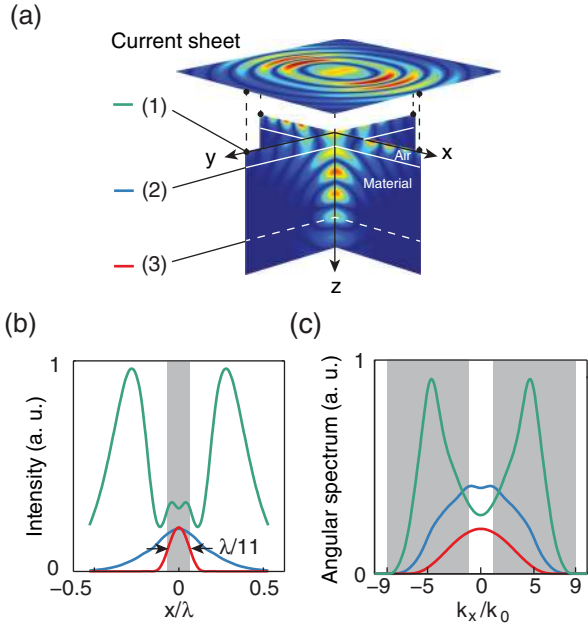 (a)
Current sheet
(1)
(2)
(3)
y
x
Air
Material
z
(b)
Intensity (a. u.)
1
0
λ/11
−0.5
0
0.5
x/λ
(c)
Angular spectrum (a. u.)
1
0
−9
−5
0
5
9
kₓ/k₀